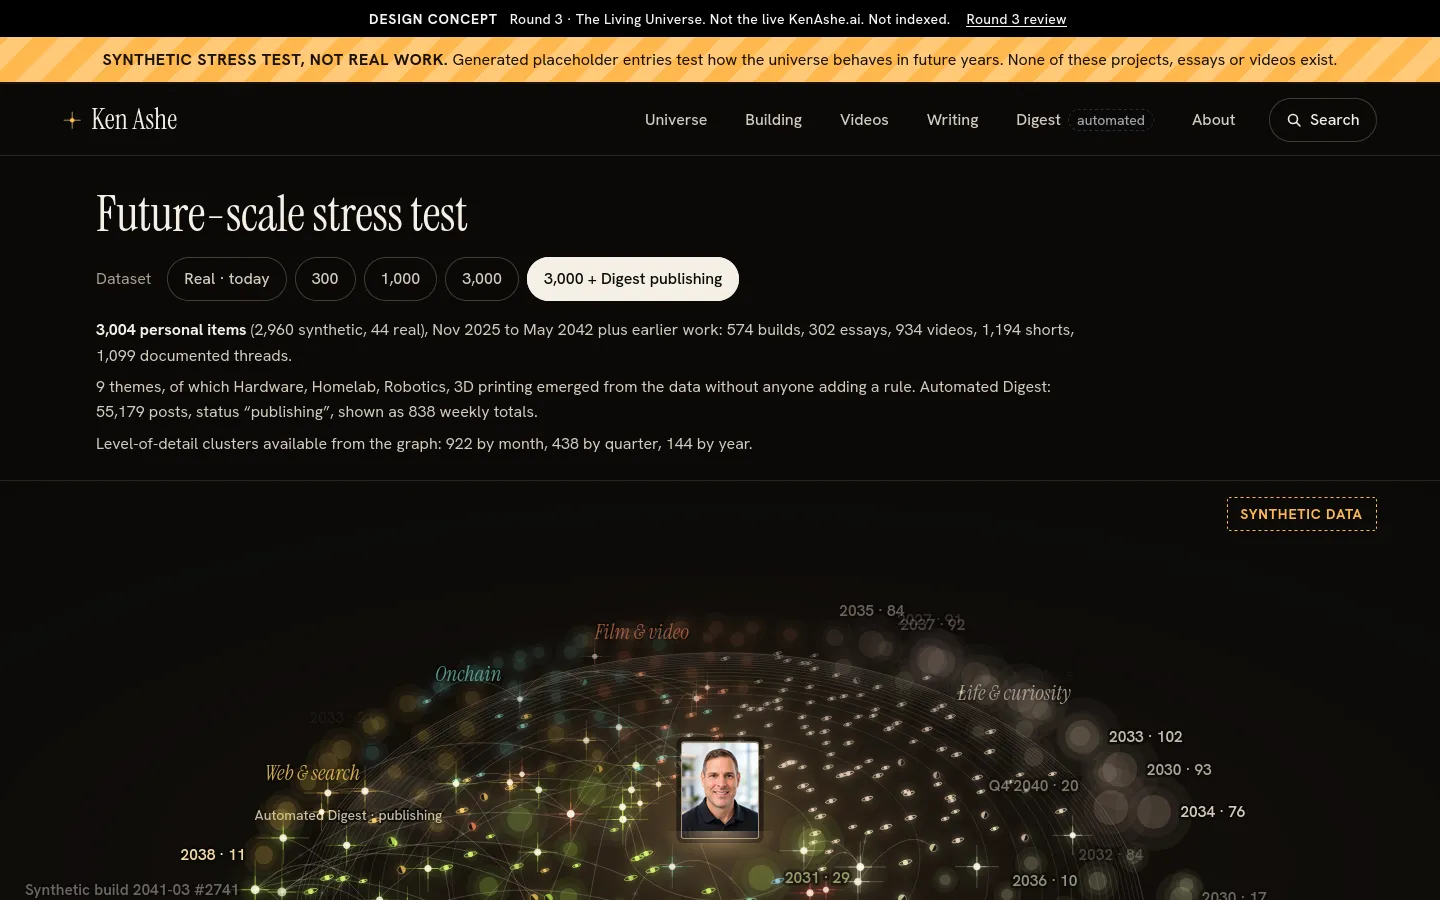 DESIGN CONCEPT Round 3 · The Living Universe. Not the live KenAshe.ai. Not indexed. Round 3 review
SYNTHETIC STRESS TEST, NOT REAL WORK. Generated placeholder entries test how the universe behaves in future years. None of these projects, essays or videos exist.
Ken Ashe
Universe Building Videos Writing Digest automated About Search
Future-scale stress test
Dataset Real · today 300 1,000 3,000 3,000 + Digest publishing
3,004 personal items (2,960 synthetic, 44 real), Nov 2025 to May 2042 plus earlier work: 574 builds, 302 essays, 934 videos, 1,194 shorts,
1,099 documented threads.
9 themes, of which Hardware, Homelab, Robotics, 3D printing emerged from the data without anyone adding a rule. Automated Digest:
55,179 posts, status “publishing”, shown as 838 weekly totals.
Level-of-detail clusters available from the graph: 922 by month, 438 by quarter, 144 by year.
SYNTHETIC DATA
2035 · 84
2037 · 92
Film & video
Onchain
Life & curiosity
2033
2033 · 102
2030 · 93
Web & search
Q4 2040 · 20
2034 · 76
Automated Digest · publishing
2038 · 11
2032 · 84
2031 · 29
2036 · 10
Synthetic build 2041-03 #2741
2030 · 17